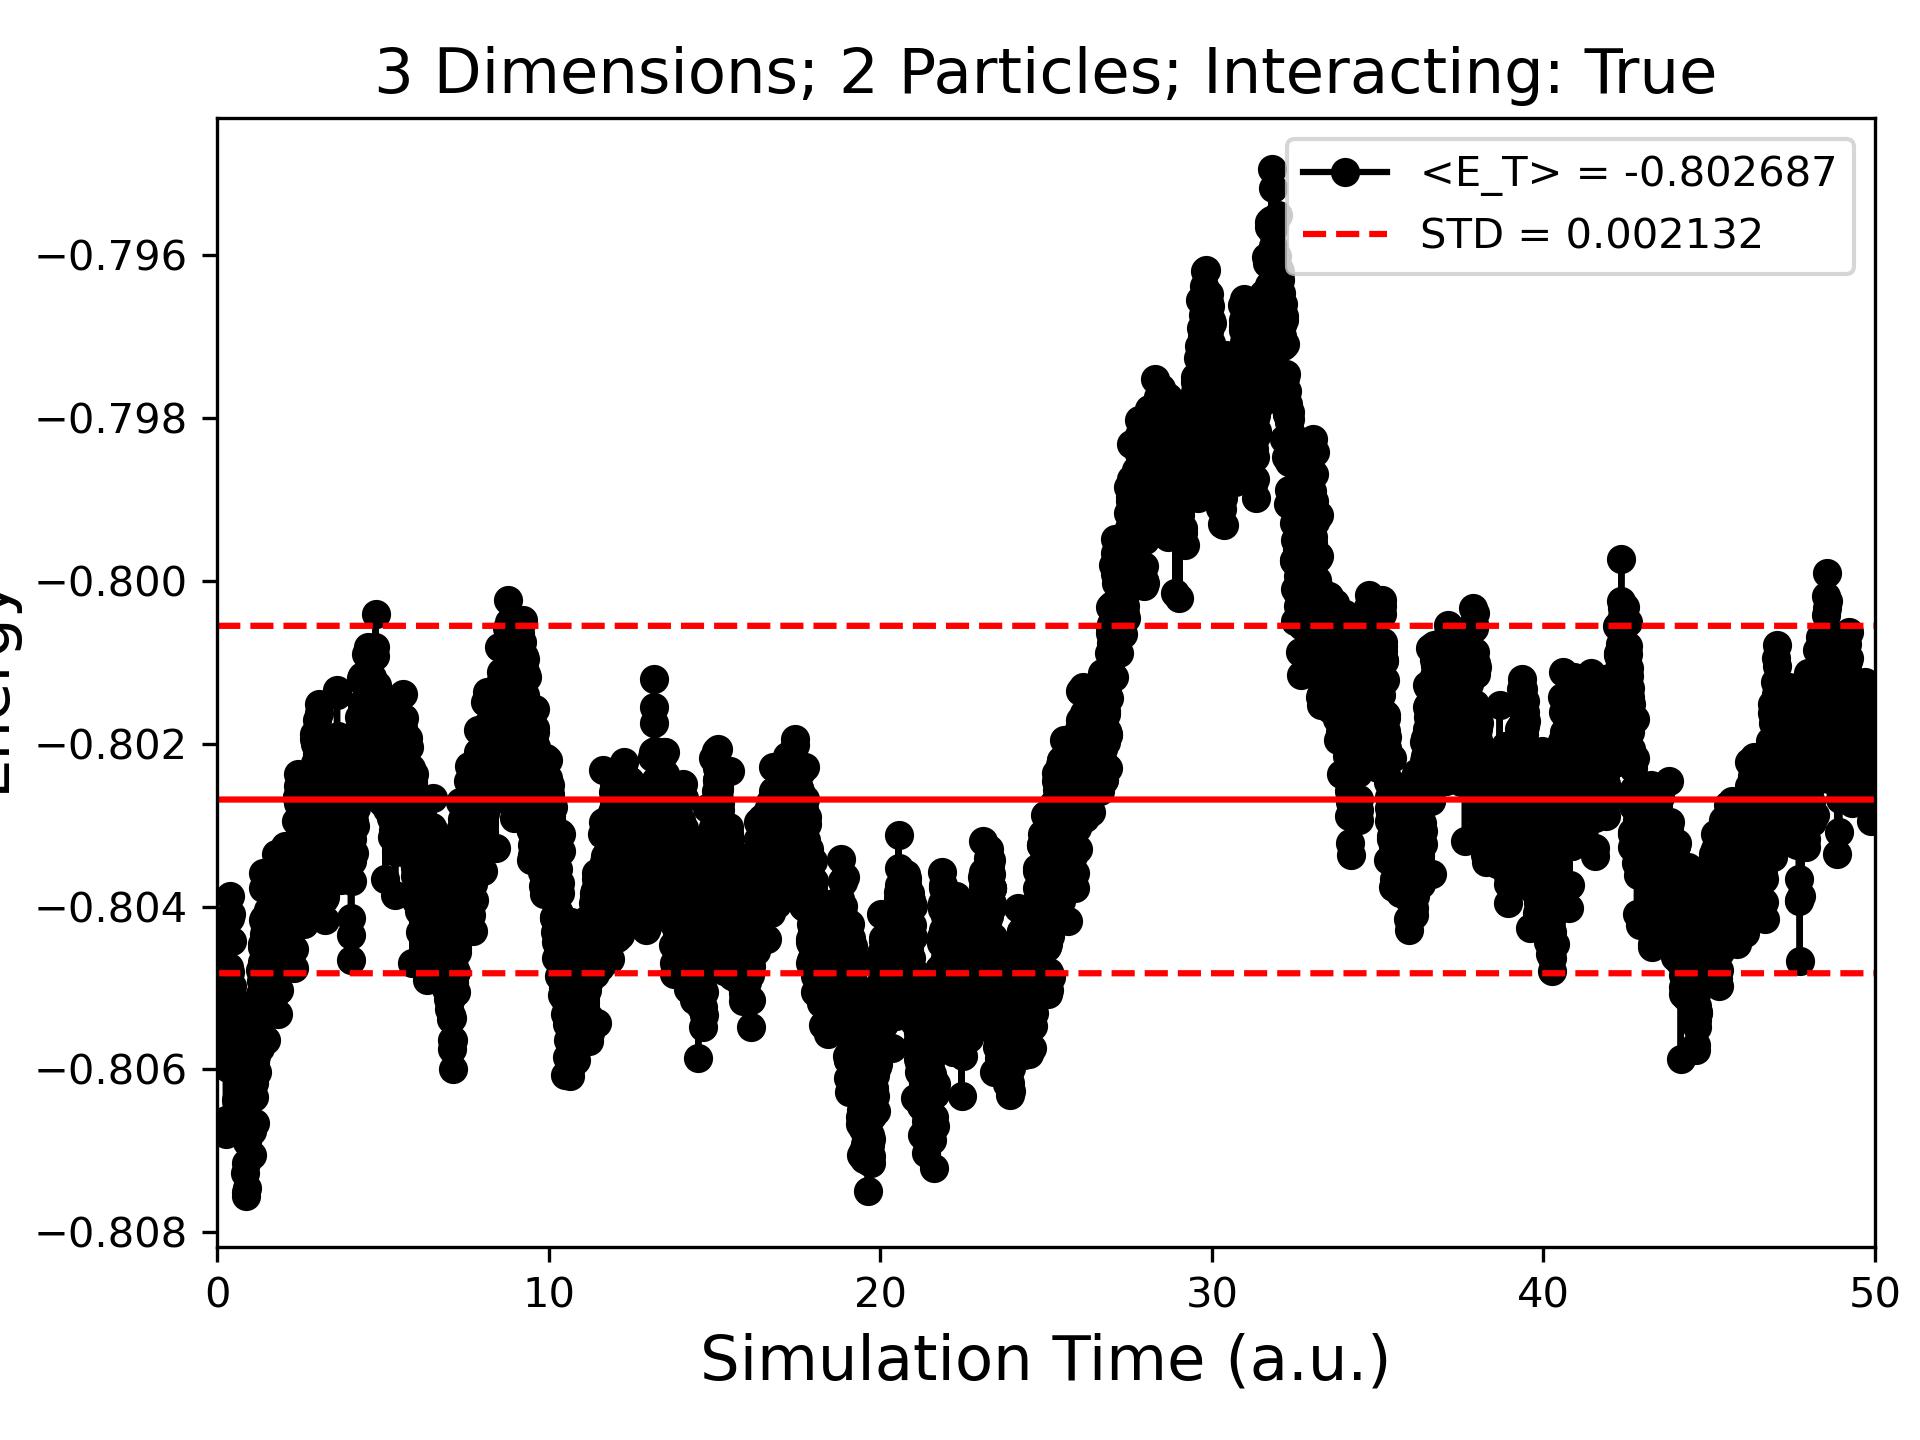 3 Dimensions; 2 Particles; Interacting: True
<E_T> = -0.802687
STD = 0.002132
Energy
−0.796
−0.798
−0.800
−0.802
−0.804
−0.806
−0.808
0 10 20 30 40 50
Simulation Time (a.u.)